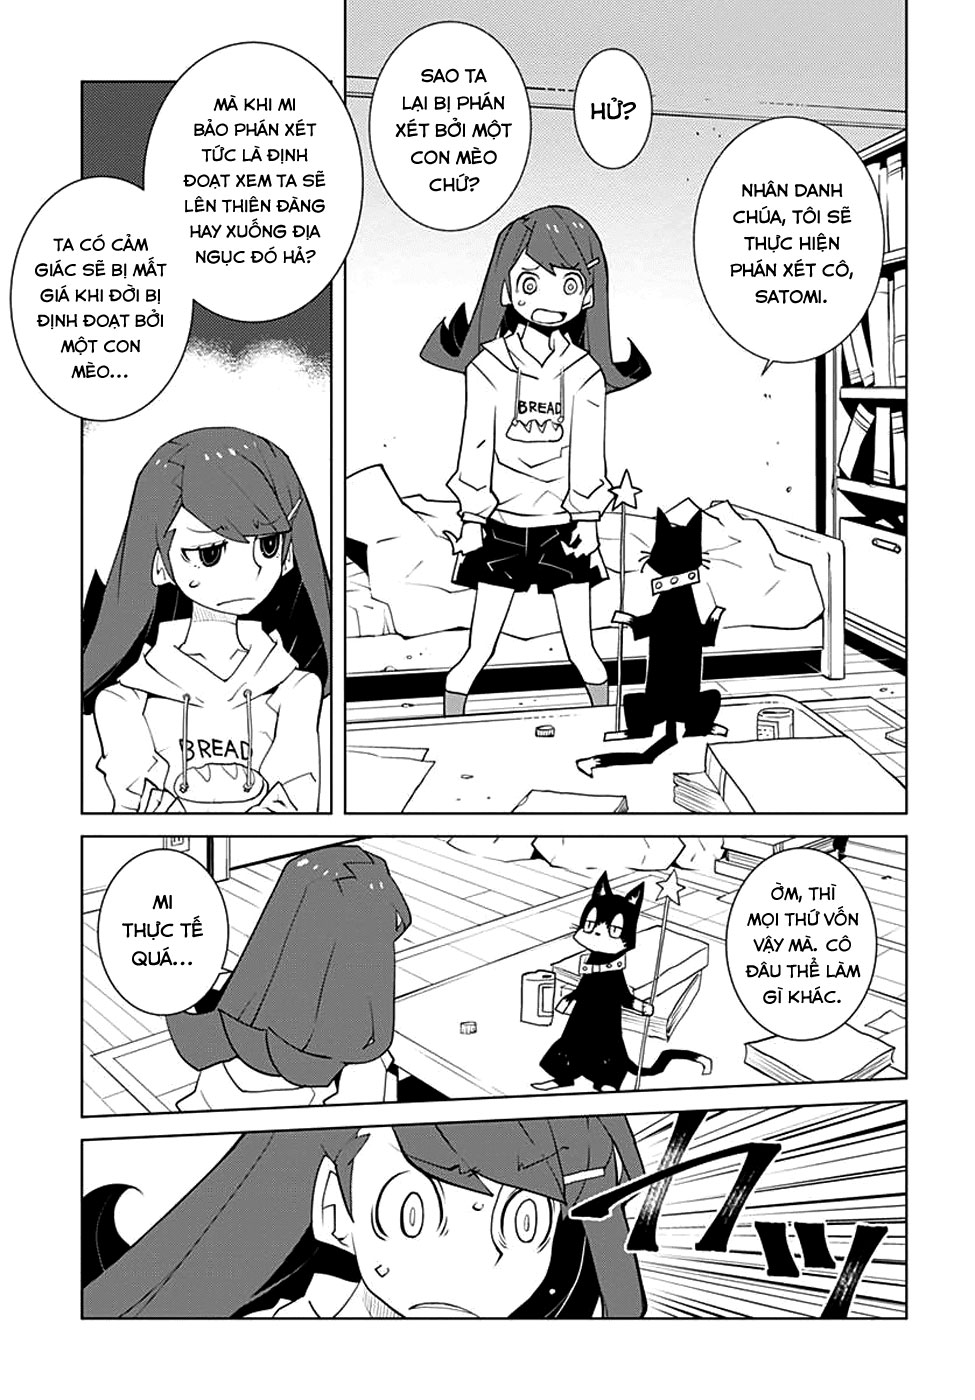 NHÂN DANH
CHÚA, TÔI SẼ
THỰC HIỆN
PHÁN XÉT CÔ,
SATOMI.
HỬ?
SAO TA
LẠI BỊ PHÁN
XÉT BỞI MỘT
CON MÈO
CHỨ?
BREAD
MÀ KHI MI
BẢO PHÁN XÉT
TỨC LÀ ĐỊNH
ĐOẠT XEM TA SẼ
LÊN THIÊN ĐÀNG
HAY XUỐNG ĐỊA
NGỤC ĐÓ HẢ?
TA CÓ CẢM
GIÁC SẼ BỊ MẤT
GIÁ KHI ĐỜI BỊ
ĐỊNH ĐOẠT BỞI
MỘT CON
MÈO...
BREAD
ỜM, THÌ
MỌI THỨ VỐN
VẬY MÀ. CÔ
ĐÂU THỂ LÀM
GÌ KHÁC.
MI
THỰC TẾ
QUÁ...